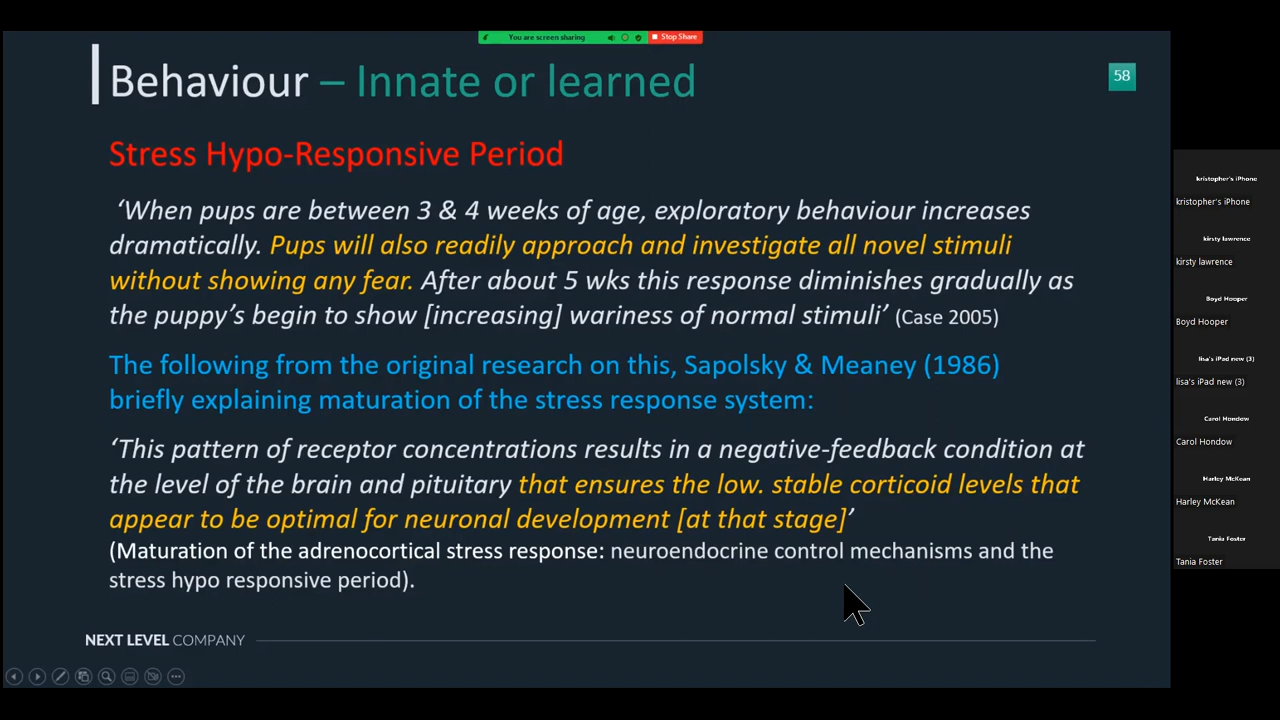 You are screen sharing
Stop Share
Behaviour – Innate or learned
58
Stress Hypo-Responsive Period
‘When pups are between 3 & 4 weeks of age, exploratory behaviour increases
dramatically. Pups will also readily approach and investigate all novel stimuli
without showing any fear. After about 5 wks this response diminishes gradually as
the puppy’s begin to show [increasing] wariness of normal stimuli’ (Case 2005)
The following from the original research on this, Sapolsky & Meaney (1986)
briefly explaining maturation of the stress response system:
‘This pattern of receptor concentrations results in a negative-feedback condition at
the level of the brain and pituitary that ensures the low. stable corticoid levels that
appear to be optimal for neuronal development [at that stage]’
(Maturation of the adrenocortical stress response: neuroendocrine control mechanisms and the
stress hypo responsive period).
NEXT LEVEL COMPANY
kristopher's iPhone
kristopher's iPhone
kirsty lawrence
kirsty lawrence
Boyd Hooper
Boyd Hooper
lisa's iPad new (3)
lisa's iPad new (3)
Carol Hondow
Carol Hondow
Harley McKean
Harley McKean
Tania Foster
Tania Foster